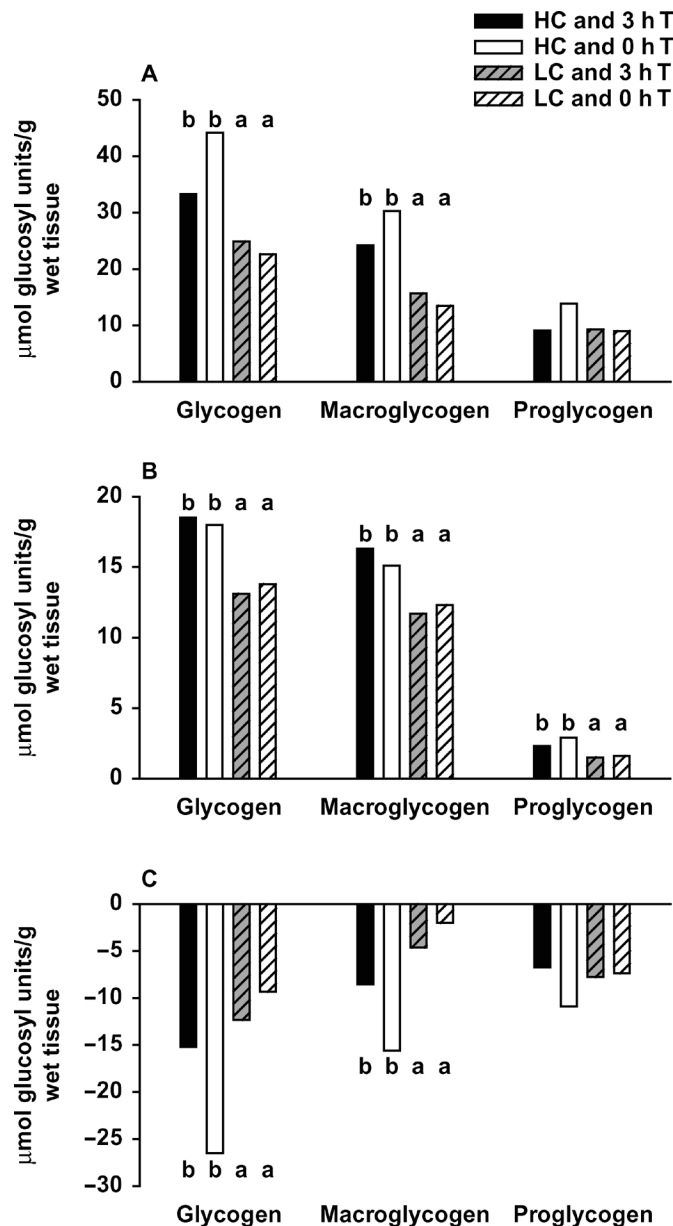 HC and 3 h T
HC and 0 h T
LC and 3 h T
LC and 0 h T
A
µmol glucosyl units/g
wet tissue
50
40
30
20
10
0
b b a a
b b a a
Glycogen Macroglycogen Proglycogen
B
µmol glucosyl units/g
wet tissue
20
15
10
5
0
b b a a
b b a a
b b a a
Glycogen Macroglycogen Proglycogen
C
µmol glucosyl units/g
wet tissue
0
−5
−10
−15
−20
−25
−30
b b a a
b b a a
Glycogen Macroglycogen Proglycogen